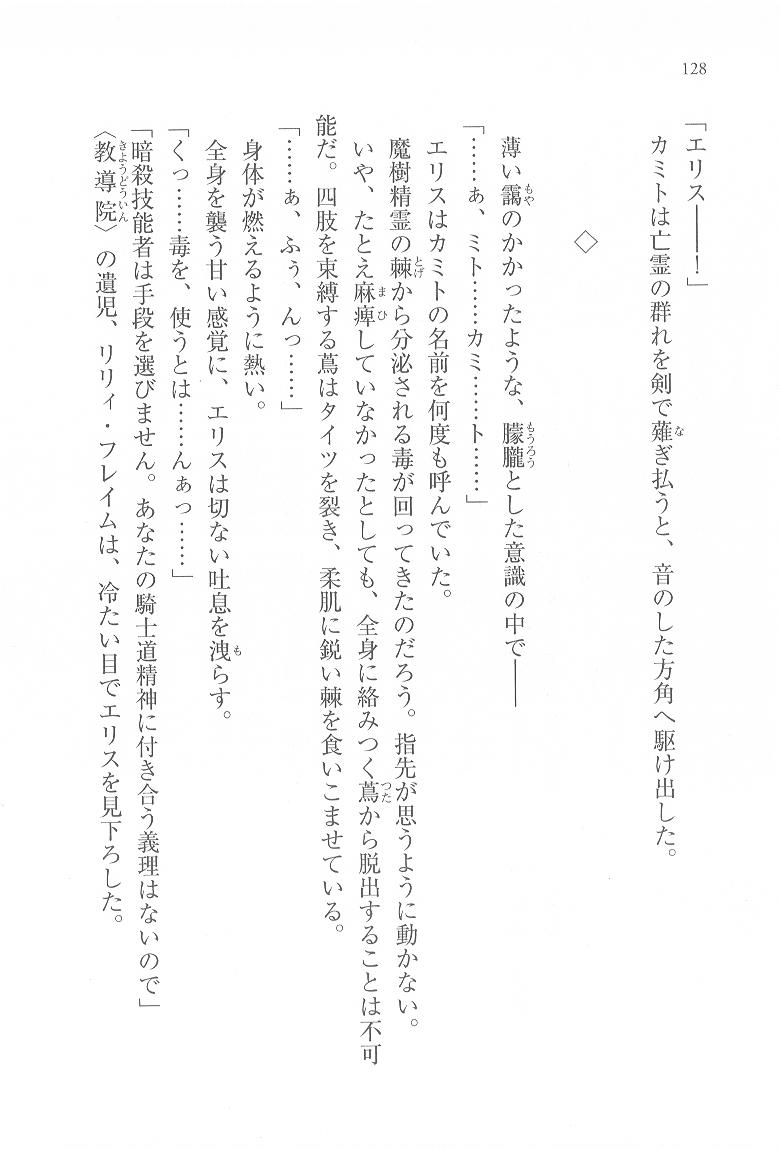 128
「エリス――！」
カミトは亡霊の群れを剣で薙ぎ払うと、音のした方角へ駆け出した。
◇
薄い靄のかかったような、朦朧とした意識の中で――
「……ぁ、ミト……カミ……ト……」
エリスはカミトの名前を何度も呼んでいた。
魔樹精霊の棘から分泌される毒が回ってきたのだろう。指先が思うように動かない。
いや、たとえ麻痺していなかったとしても、全身に絡みつく蔦から脱出することは不可
能だ。四肢を束縛する蔦はタイツを裂き、柔肌に鋭い棘を食いこませている。
「……ぁ、ふぅ、んっ……」
身体が燃えるように熱い。
全身を襲う甘い感覚に、エリスは切ない吐息を洩らす。
「くっ……毒を、使うとは……んぁっ……」
「暗殺技能者は手段を選びません。あなたの騎士道精神に付き合う義理はないので」
〈教導院〉の遺児、リリィ・フレイムは、冷たい目でエリスを見下ろした。